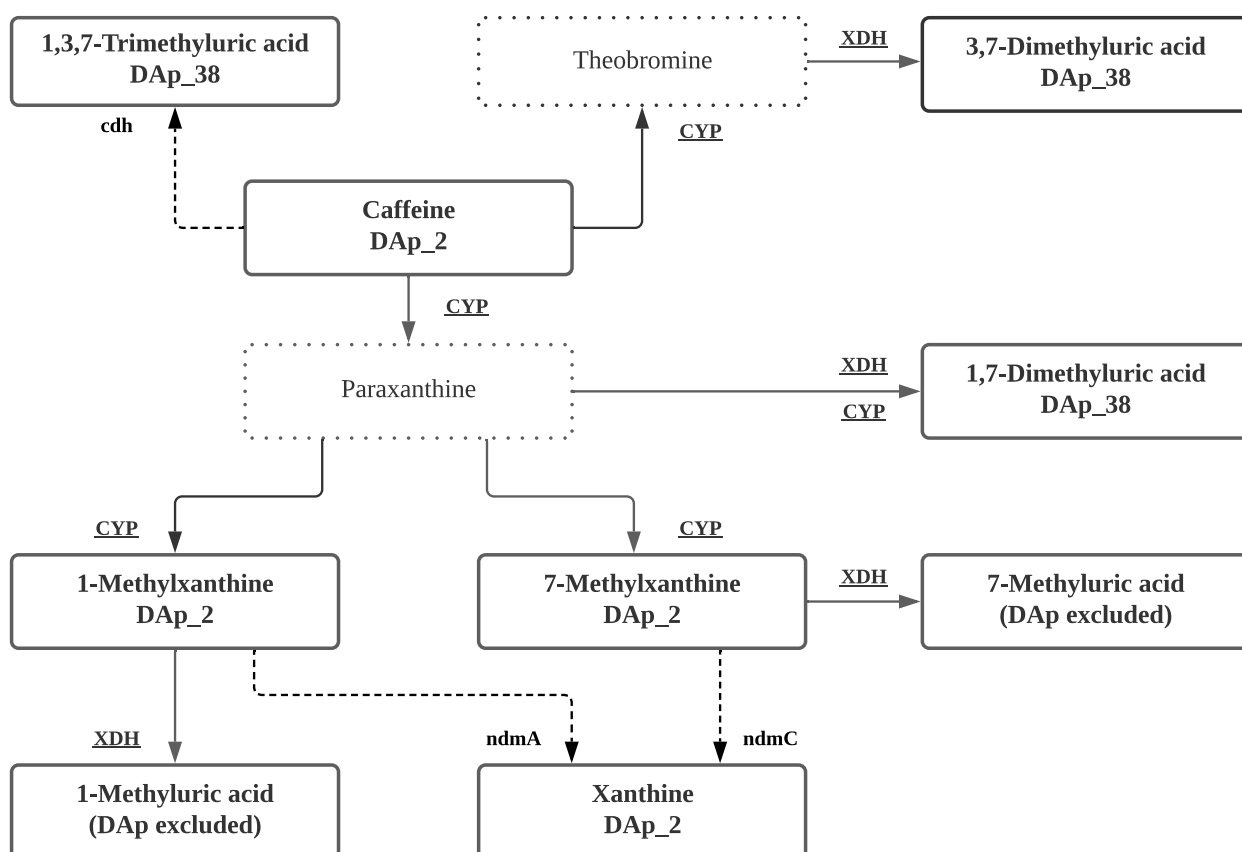 1,3,7-Trimethyluric acid
DAp_38
Theobromine
XDH
3,7-Dimethyluric acid
DAp_38
cdh
CYP
Caffeine
DAp_2
CYP
Paraxanthine
XDH
CYP
1,7-Dimethyluric acid
DAp_38
CYP
CYP
1-Methylxanthine
DAp_2
7-Methylxanthine
DAp_2
XDH
7-Methyluric acid
(DAp excluded)
XDH
ndmA
ndmC
1-Methyluric acid
(DAp excluded)
Xanthine
DAp_2